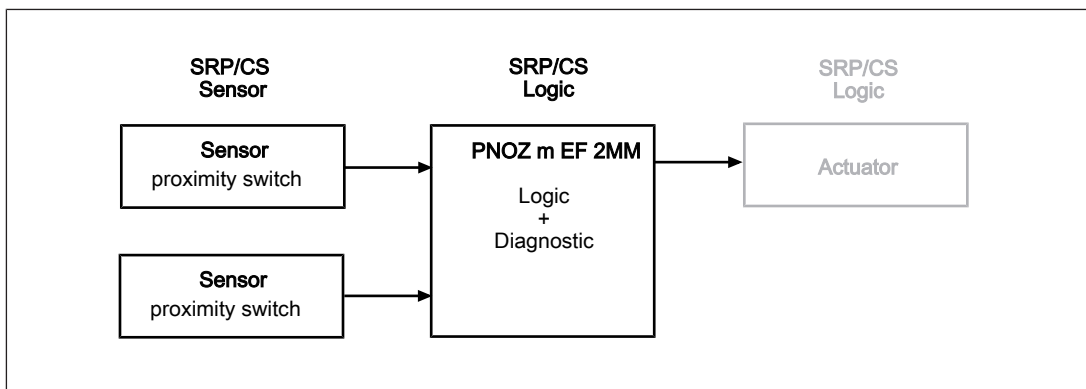 SRP/CS
Sensor
SRP/CS
Logic
SRP/CS
Logic
Sensor
proximity switch
PNOZ m EF 2MM
Logic
+
Diagnostic
Actuator
Sensor
proximity switch